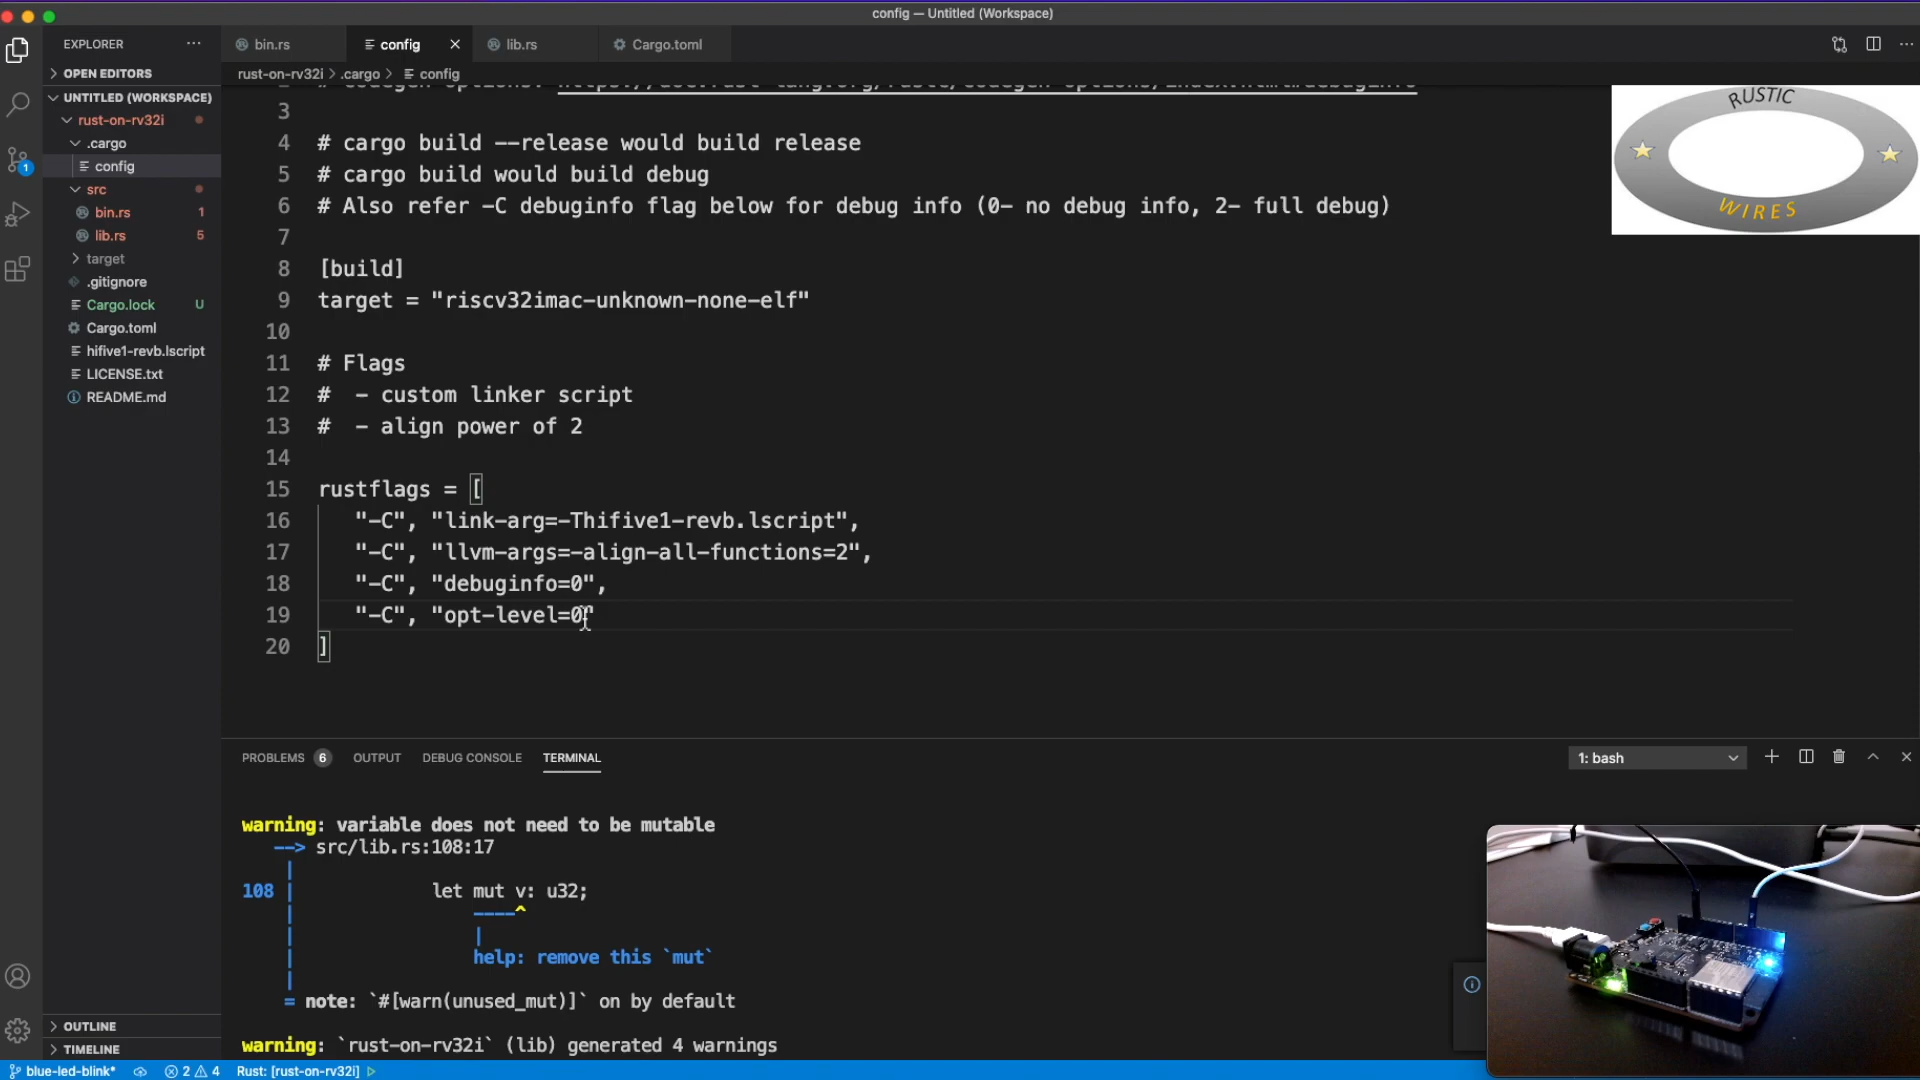 config — Untitled (Workspace)
EXPLORER
OPEN EDITORS
UNTITLED (WORKSPACE)
rust-on-rv32i
.cargo
config
src
bin.rs 1
lib.rs 5
target
.gitignore
Cargo.lock U
Cargo.toml
hifive1-revb.lscript
LICENSE.txt
README.md
OUTLINE
TIMELINE
1
bin.rs config lib.rs Cargo.toml
rust-on-rv32i > .cargo > config
3
4 # cargo build --release would build release
5 # cargo build would build debug
6 # Also refer -C debuginfo flag below for debug info (0- no debug info, 2- full debug)
7
8 [build]
9 target = "riscv32imac-unknown-none-elf"
10
11 # Flags
12 #  - custom linker script
13 #  - align power of 2
14
15 rustflags = [
16 "-C", "link-arg=-Thifive1-revb.lscript",
17 "-C", "llvm-args=-align-all-functions=2",
18 "-C", "debuginfo=0",
19 "-C", "opt-level=0"
20 ]
RUSTIC
WIRES
PROBLEMS 6 OUTPUT DEBUG CONSOLE TERMINAL 1: bash
warning: variable does not need to be mutable
--> src/lib.rs:108:17
|
108 | let mut v: u32;
| ----^
| |
| help: remove this `mut`
|
= note: `#[warn(unused_mut)]` on by default
warning: `rust-on-rv32i` (lib) generated 4 warnings
blue-led-blink* 2 4 Rust: [rust-on-rv32i]